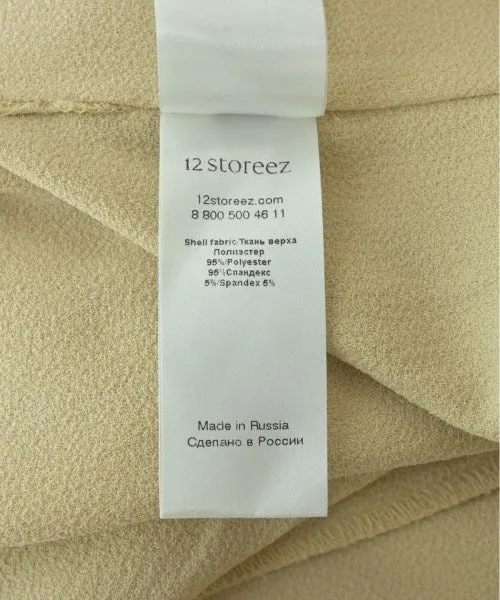 12 storeez
12storeez.com
8 800 500 46 11
Shell fabric/Ткань верха
Полиэстер
95%/Polyester
95%Спандекс
5%/Spandex 5%
Made in Russia
Сделано в России